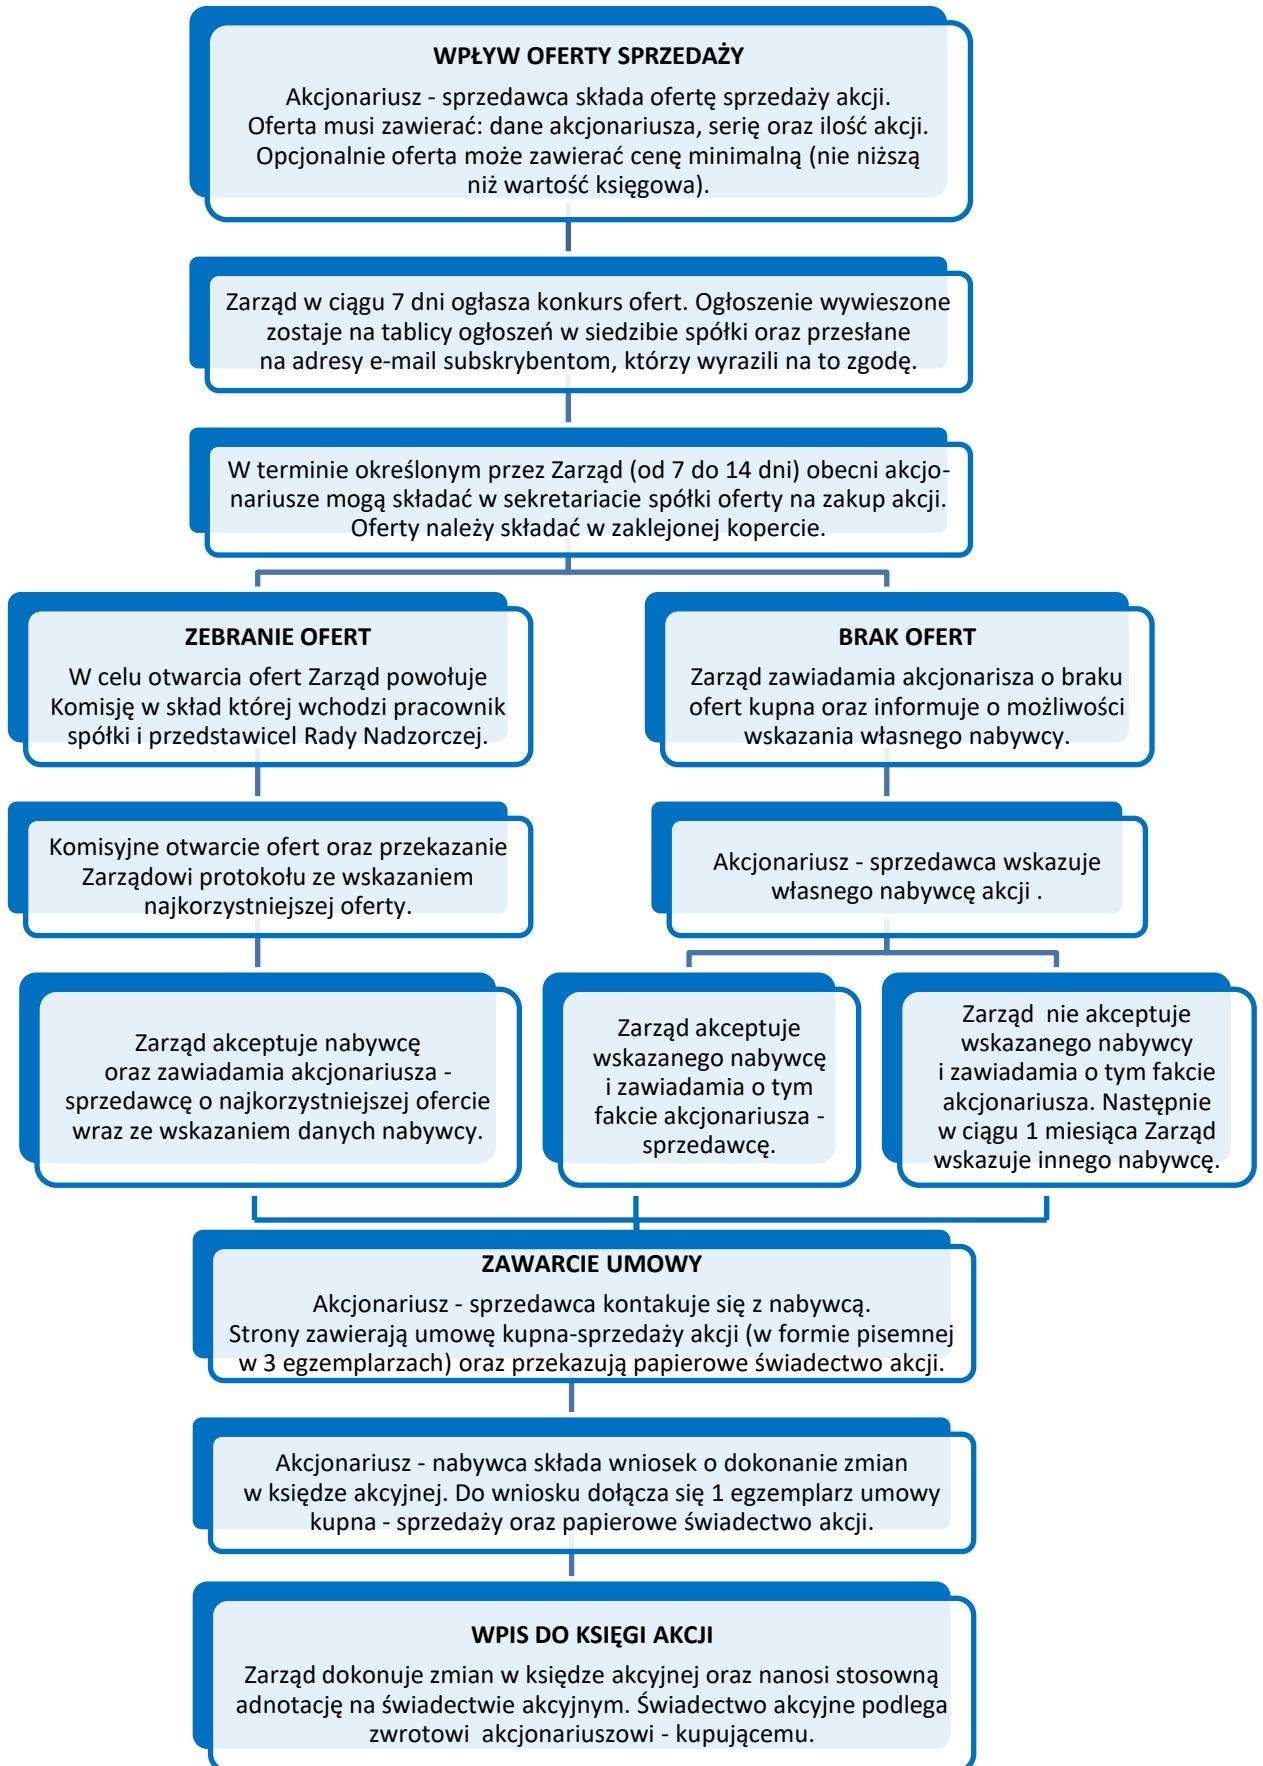 WPŁYW OFERTY SPRZEDAŻY
Akcjonariusz - sprzedawca składa ofertę sprzedaży akcji.
Oferta musi zawierać: dane akcjonariusza, serię oraz ilość akcji.
Opcjonalnie oferta może zawierać cenę minimalną (nie niższą
niż wartość księgowa).
Zarząd w ciągu 7 dni ogłasza konkurs ofert. Ogłoszenie wywieszone
zostaje na tablicy ogłoszeń w siedzibie spółki oraz przesłane
na adresy e-mail subskrybentom, którzy wyrazili na to zgodę.
W terminie określonym przez Zarząd (od 7 do 14 dni) obecni akcjo-
nariusze mogą składać w sekretariacie spółki oferty na zakup akcji.
Oferty należy składać w zaklejonej kopercie.
ZEBRANIE OFERT
W celu otwarcia ofert Zarząd powołuje
Komisję w skład której wchodzi pracownik
spółki i przedstawicel Rady Nadzorczej.
BRAK OFERT
Zarząd zawiadamia akcjonarisza o braku
ofert kupna oraz informuje o możliwości
wskazania własnego nabywcy.
Komisyjne otwarcie ofert oraz przekazanie
Zarządowi protokołu ze wskazaniem
najkorzystniejszej oferty.
Akcjonariusz - sprzedawca wskazuje
własnego nabywcę akcji .
Zarząd akceptuje nabywcę
oraz zawiadamia akcjonariusza -
sprzedawcę o najkorzystniejszej ofercie
wraz ze wskazaniem danych nabywcy.
Zarząd akceptuje
wskazanego nabywcę
i zawiadamia o tym
fakcie akcjonariusza -
sprzedawcę.
Zarząd  nie akceptuje
wskazanego nabywcy
i zawiadamia o tym fakcie
akcjonariusza. Następnie
w ciągu 1 miesiąca Zarząd
wskazuje innego nabywcę.
ZAWARCIE UMOWY
Akcjonariusz - sprzedawca kontakuje się z nabywcą.
Strony zawierają umowę kupna-sprzedaży akcji (w formie pisemnej
w 3 egzemplarzach) oraz przekazują papierowe świadectwo akcji.
Akcjonariusz - nabywca składa wniosek o dokonanie zmian
w księdze akcyjnej. Do wniosku dołącza się 1 egzemplarz umowy
kupna - sprzedaży oraz papierowe świadectwo akcji.
WPIS DO KSIĘGI AKCJI
Zarząd dokonuje zmian w księdze akcyjnej oraz nanosi stosowną
adnotację na świadectwie akcyjnym. Świadectwo akcyjne podlega
zwrotowi  akcjonariuszowi - kupującemu.